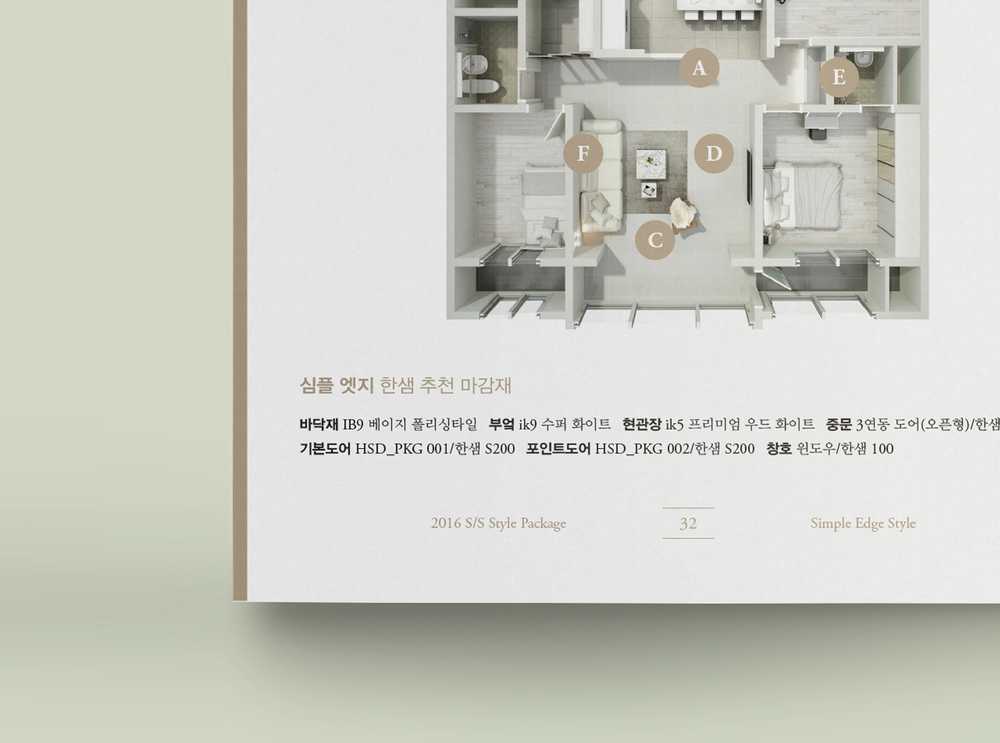 A
E
F
D
C
심플 엣지 한샘 추천 마감재
바닥재 IB9 베이지 폴리싱타일 부엌 ik9 수퍼 화이트 현관장 ik5 프리미엄 우드 화이트 중문 3연동 도어(오픈형)/한샘
기본도어 HSD_PKG 001/한샘 S200 포인트도어 HSD_PKG 002/한샘 S200 창호 윈도우/한샘 100
2016 S/S Style Package 32 Simple Edge Style